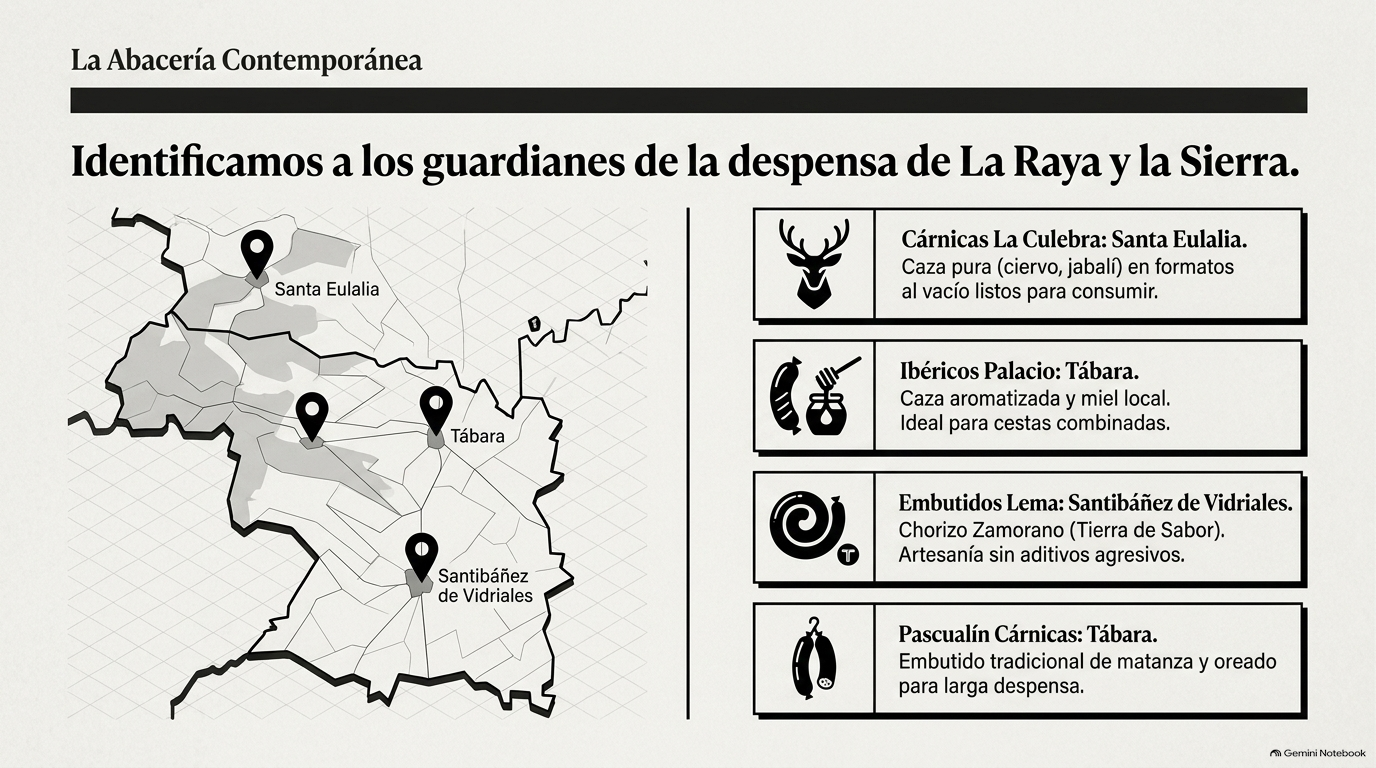 La Abacería Contemporánea
Identificamos a los guardianes de la despensa de La Raya y la Sierra.
Santa Eulalia
Tábara
Santibáñez
de Vidriales
Cárnicas La Culebra: Santa Eulalia.
Caza pura (ciervo, jabalí) en formatos
al vacío listos para consumir.
Ibéricos Palacio: Tábara.
Caza aromatizada y miel local.
Ideal para cestas combinadas.
Embutidos Lema: Santibáñez de Vidriales.
Chorizo Zamorano (Tierra de Sabor).
Artesanía sin aditivos agresivos.
T
Pascualín Cárnicas: Tábara.
Embutido tradicional de matanza y oreado
para larga despensa.
Gemini Notebook